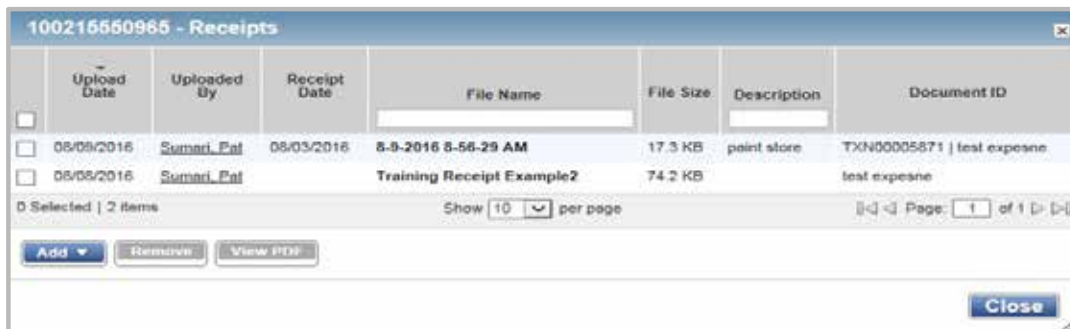 100215550965 - Receipts
Upload Date Uploaded By Receipt Date File Name File Size Description Document ID
08/09/2016 Sumari, Pat 08/03/2016 8-9-2016 8-56-29 AM 17.3 KB paint store TXN00005871 | test expesne
08/08/2016 Sumari, Pat Training Receipt Example2 74.2 KB test expesne
0 Selected | 2 items Show 10 per page Page: 1 of 1
Add Remove View PDF
Close